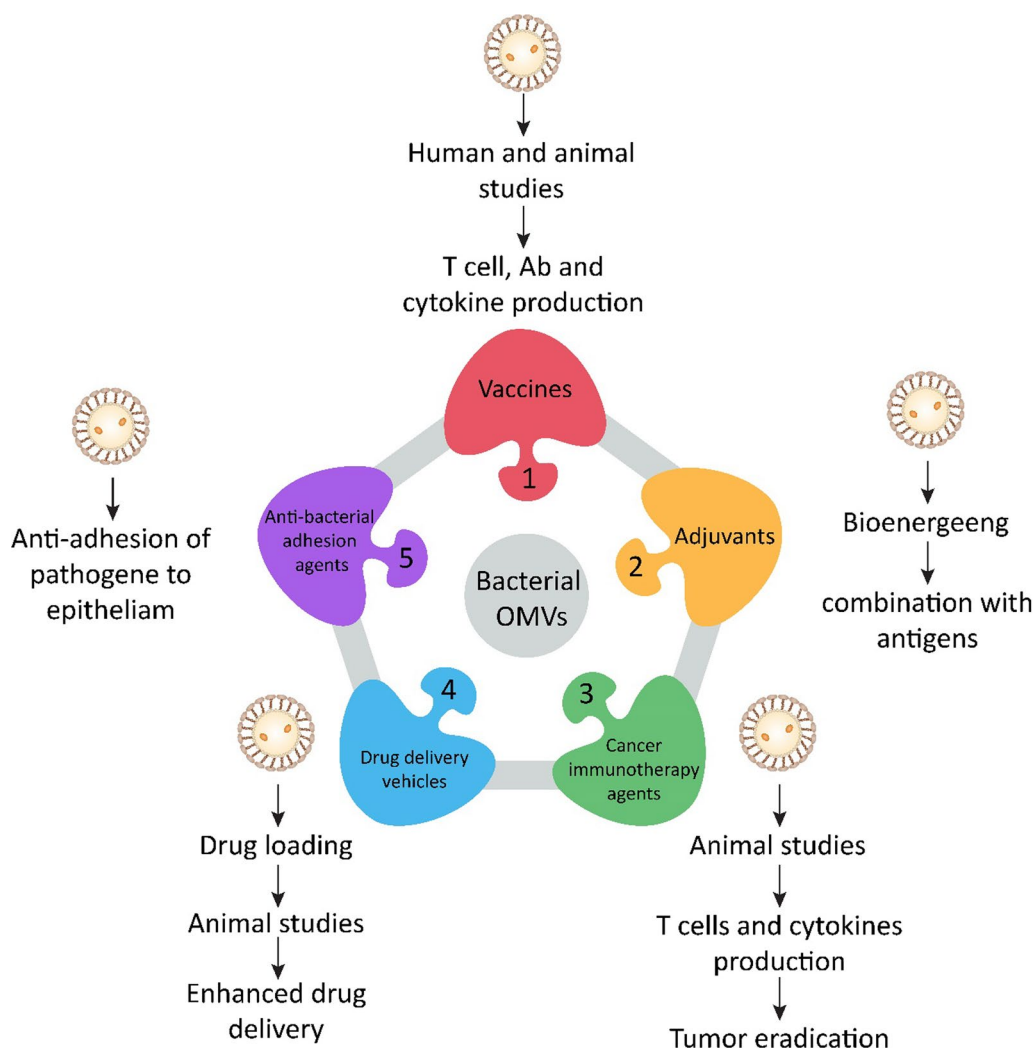 Human and animal
studies
T cell, Ab and
cytokine production
Vaccines
1
Adjuvants
2
Bioenergeeng
combination with
antigens
Cancer
immunotherapy
agents
3
Animal studies
T cells and cytokines
production
Tumor eradication
Drug delivery
vehicles
4
Drug loading
Animal studies
Enhanced drug
delivery
Anti-bacterial
adhesion
agents
5
Anti-adhesion of
pathogene to
epitheliam
Bacterial
OMVs